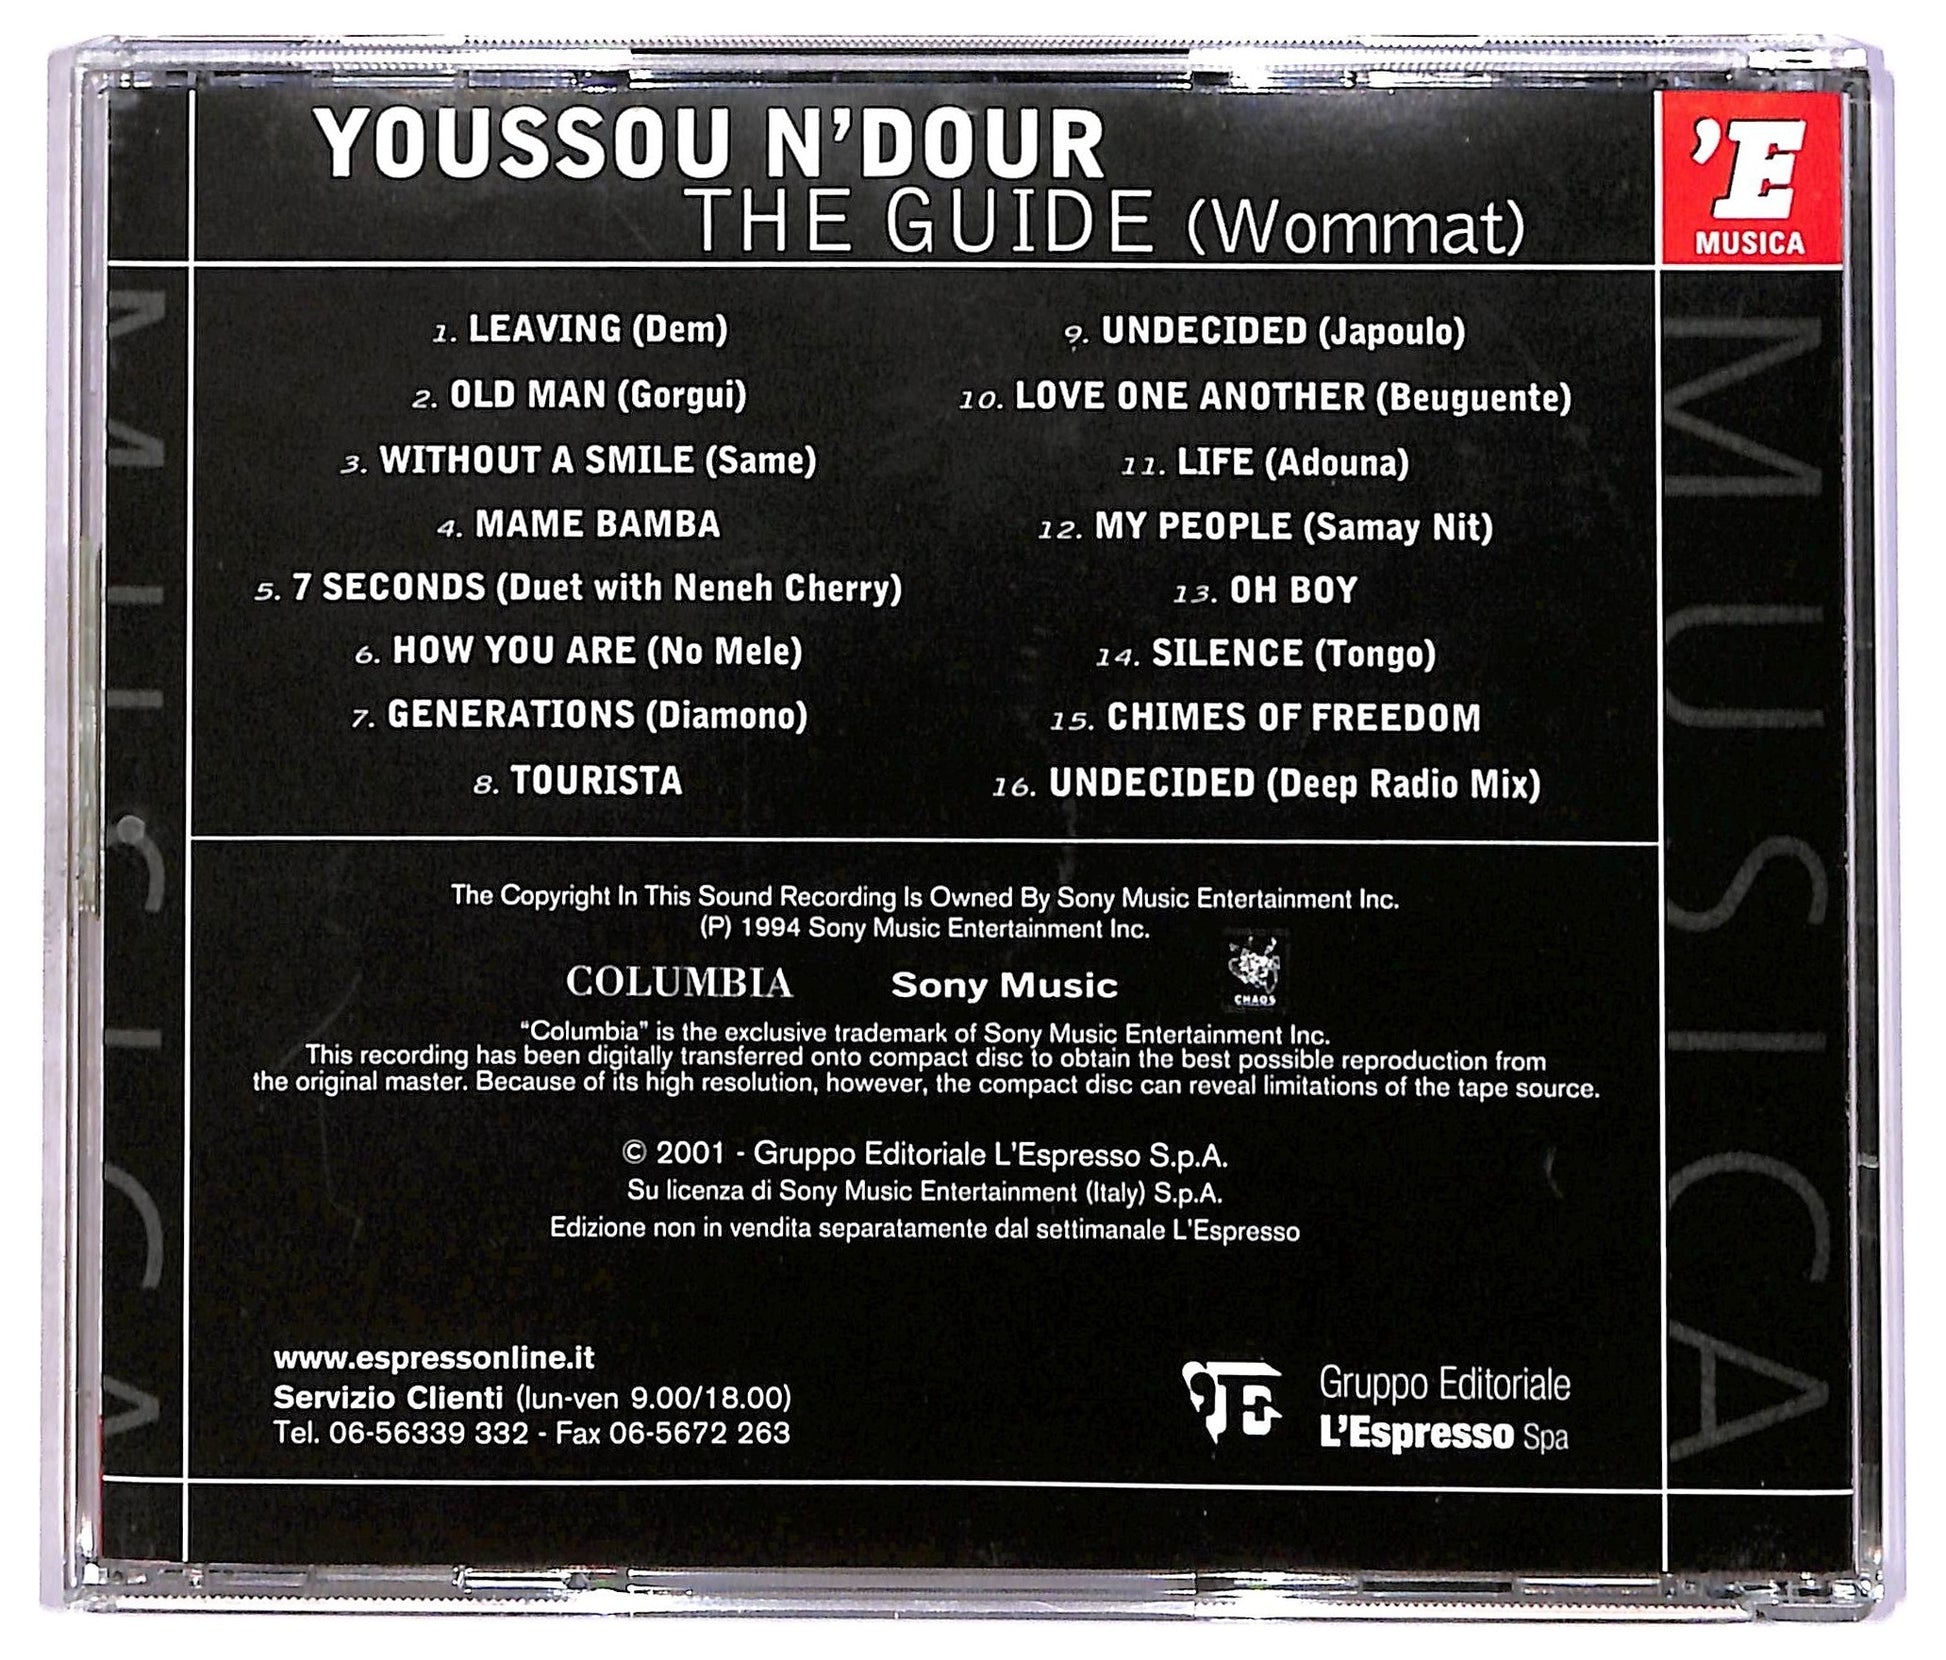 YOUSSOU N'DOUR
THE GUIDE (Wommat)
'E
MUSICA
1. LEAVING (Dem)
2. OLD MAN (Gorgui)
3. WITHOUT A SMILE (Same)
4. MAME BAMBA
5. 7 SECONDS (Duet with Neneh Cherry)
6. HOW YOU ARE (No Mele)
7. GENERATIONS (Diamono)
8. TOURISTA
9. UNDECIDED (Japoulo)
10. LOVE ONE ANOTHER (Beuguente)
11. LIFE (Adouna)
12. MY PEOPLE (Samay Nit)
13. OH BOY
14. SILENCE (Tongo)
15. CHIMES OF FREEDOM
16. UNDECIDED (Deep Radio Mix)
The Copyright In This Sound Recording Is Owned By Sony Music Entertainment Inc.
(P) 1994 Sony Music Entertainment Inc.
COLUMBIA
Sony Music
CHAOS
“Columbia” is the exclusive trademark of Sony Music Entertainment Inc.
This recording has been digitally transferred onto compact disc to obtain the best possible reproduction from
the original master. Because of its high resolution, however, the compact disc can reveal limitations of the tape source.
© 2001 - Gruppo Editoriale L'Espresso S.p.A.
Su licenza di Sony Music Entertainment (Italy) S.p.A.
Edizione non in vendita separatamente dal settimanale L'Espresso
www.espressonline.it
Servizio Clienti (lun-ven 9.00/18.00)
Tel. 06-56339 332 - Fax 06-5672 263
Gruppo Editoriale
L'Espresso Spa
MUSICA
MUSICA